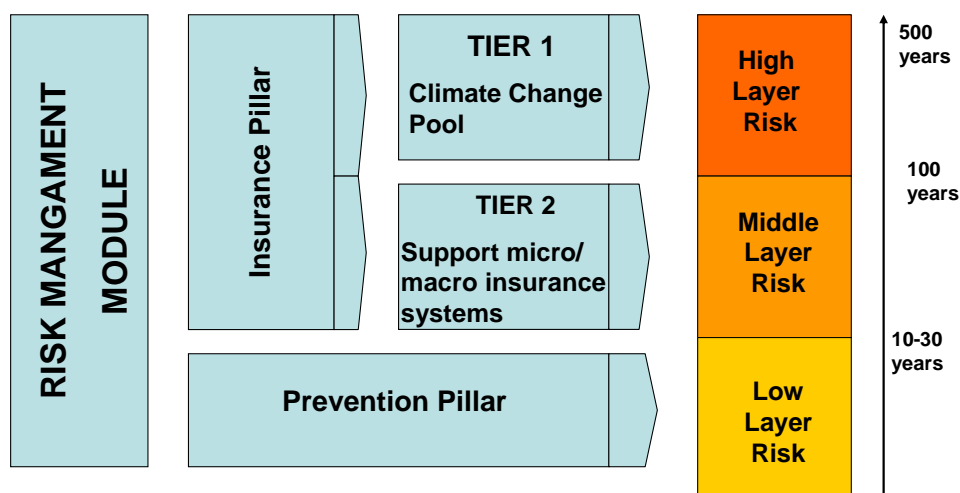 RISK MANGAMENT
MODULE
Insurance Pillar
TIER 1
Climate Change
Pool
TIER 2
Support micro/
macro insurance
systems
Prevention Pillar
High
Layer
Risk
Middle
Layer
Risk
Low
Layer
Risk
500
years
100
years
10-30
years